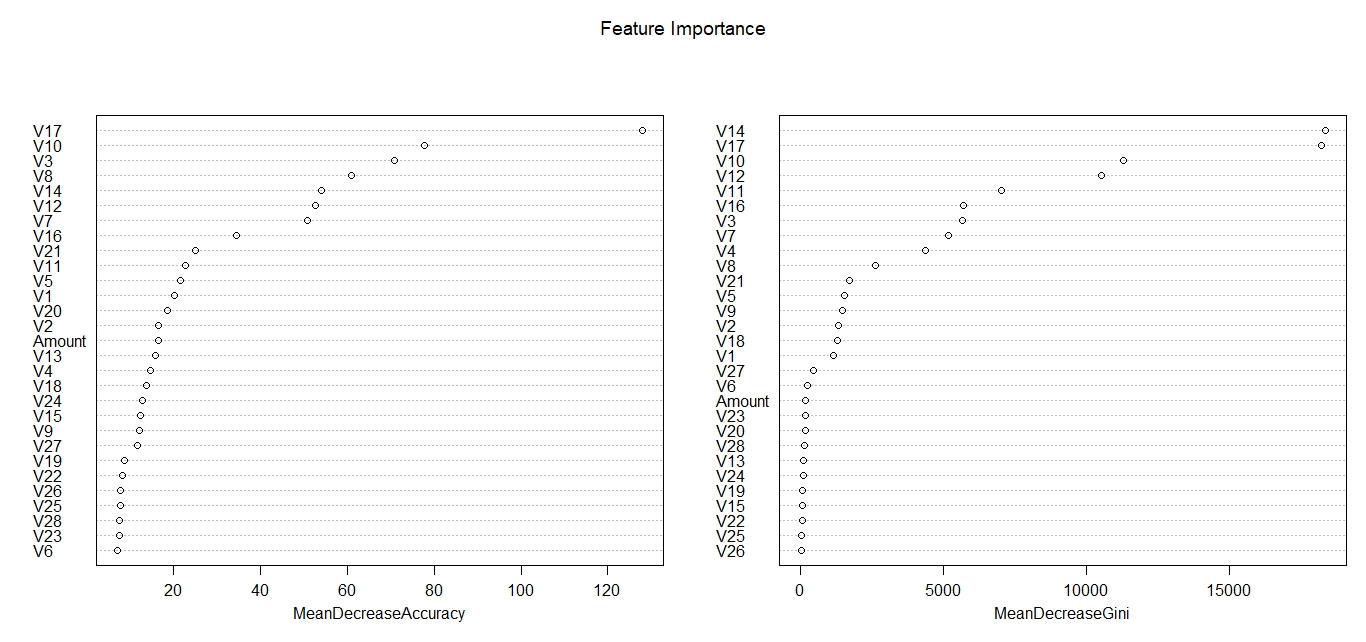 Feature Importance
V17
V10
V3
V8
V14
V12
V7
V16
V21
V11
V5
V1
V20
V2
Amount
V13
V4
V18
V24
V15
V9
V27
V19
V22
V26
V25
V28
V23
V6
20 40 60 80 100 120
MeanDecreaseAccuracy
V14
V17
V10
V12
V11
V16
V3
V7
V4
V8
V21
V5
V9
V2
V18
V1
V27
V6
Amount
V23
V20
V28
V13
V24
V19
V15
V22
V25
V26
0 5000 10000 15000
MeanDecreaseGini